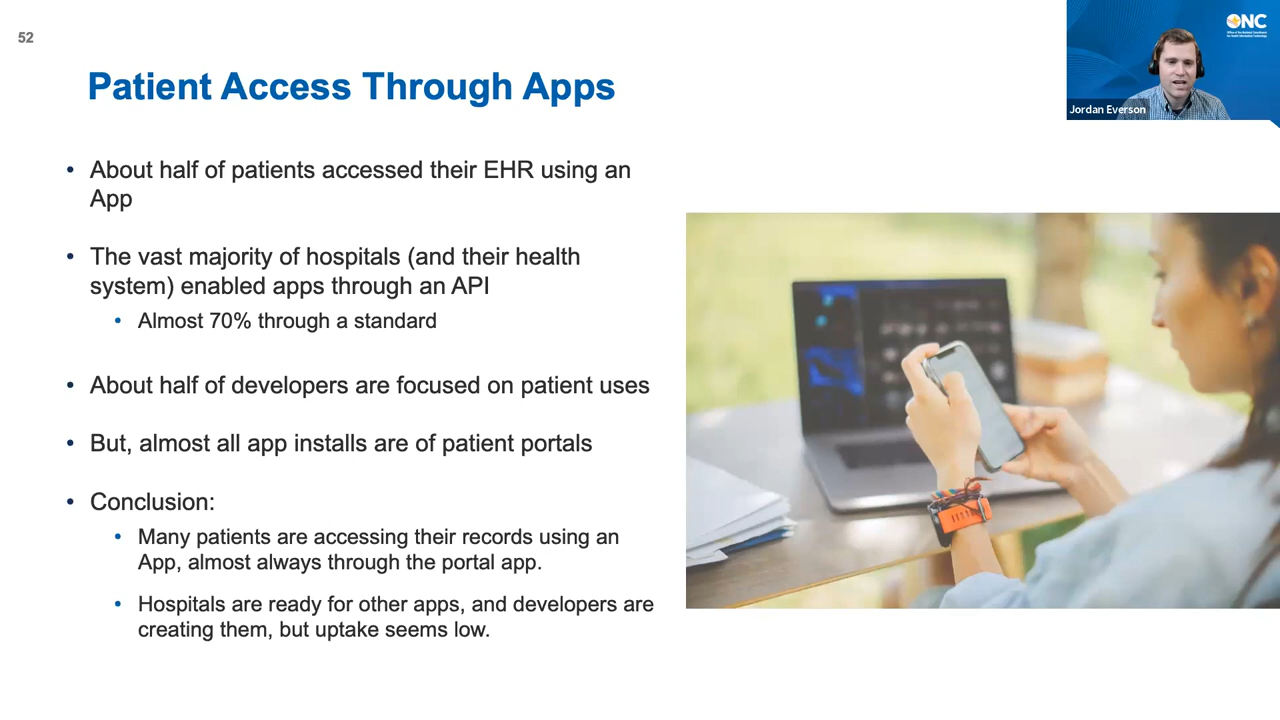 52
ONC
Office of the National Coordinator
for Health Information Technology
Jordan Everson
Patient Access Through Apps
• About half of patients accessed their EHR using an
App
• The vast majority of hospitals (and their health
system) enabled apps through an API
• Almost 70% through a standard
• About half of developers are focused on patient uses
• But, almost all app installs are of patient portals
• Conclusion:
• Many patients are accessing their records using an
App, almost always through the portal app.
• Hospitals are ready for other apps, and developers are
creating them, but uptake seems low.